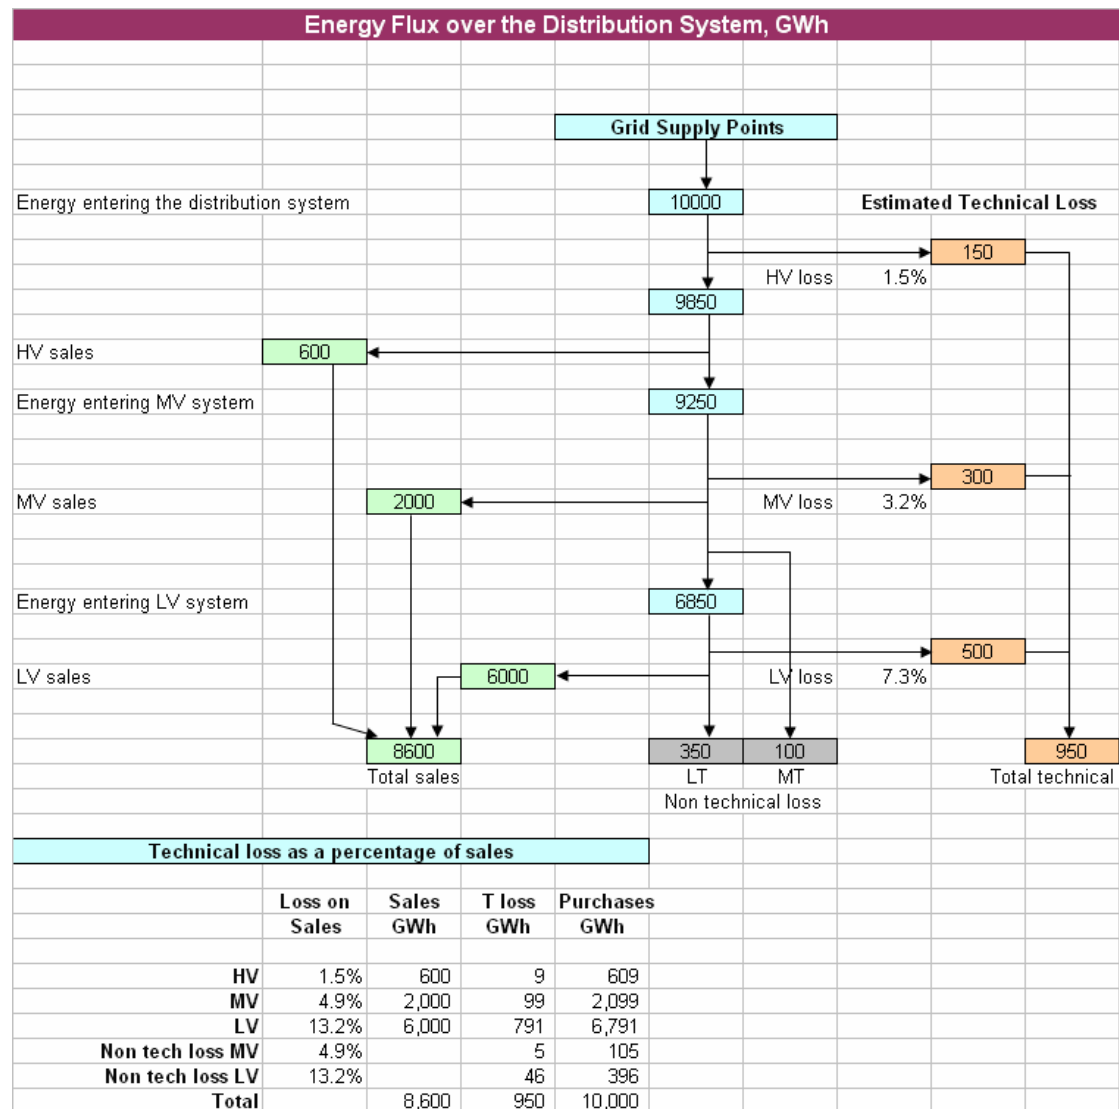 Energy Flux over the Distribution System, GWh
Grid Supply Points
Energy entering the distribution system 10000 Estimated Technical Loss
150
HV loss 1.5%
9850
HV sales 600
Energy entering MV system 9250
300
MV sales 2000 MV loss 3.2%
Energy entering LV system 6850
500
LV sales 6000 LV loss 7.3%
8600 350 100 950
Total sales LT MT Total technical
Non technical loss
Technical loss as a percentage of sales
Loss on Sales T loss Purchases
Sales GWh GWh GWh
HV 1.5% 600 9 609
MV 4.9% 2,000 99 2,099
LV 13.2% 6,000 791 6,791
Non tech loss MV 4.9% 5 105
Non tech loss LV 13.2% 46 396
Total 8,600 950 10,000